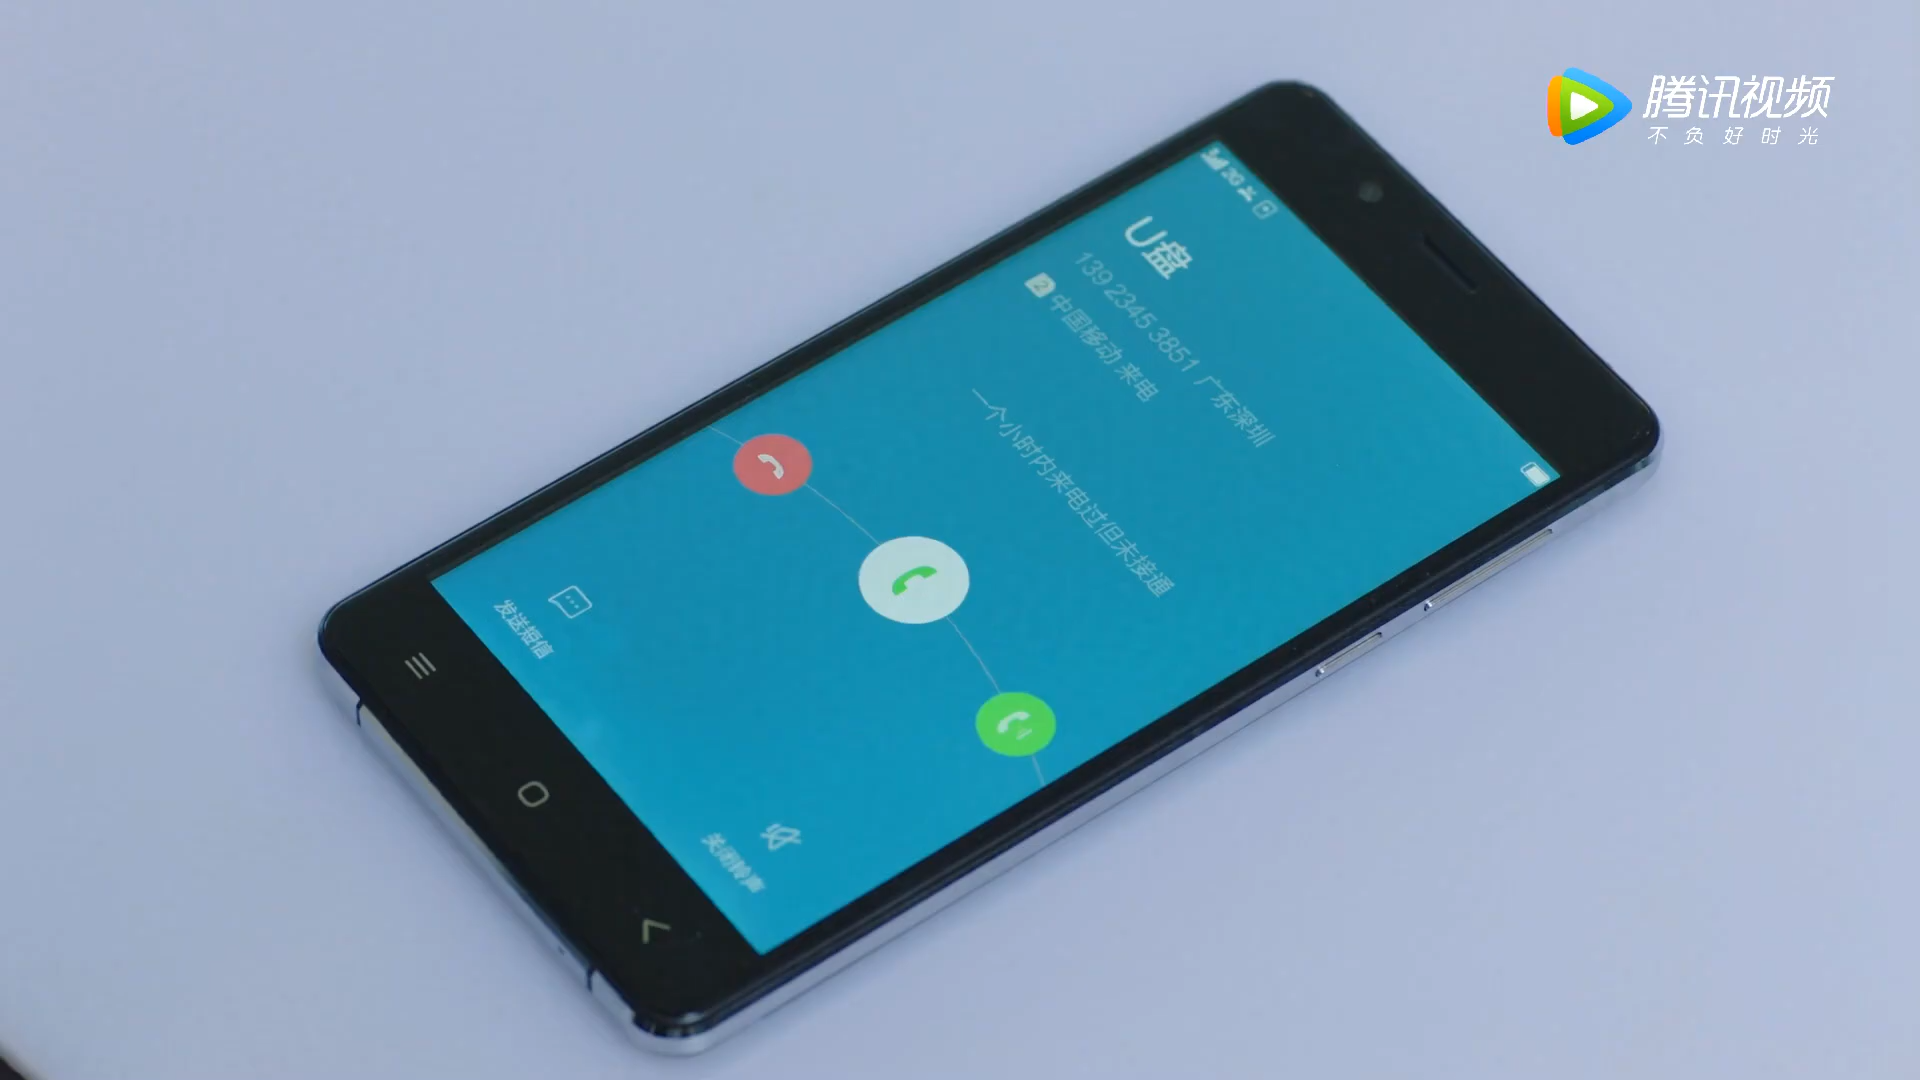 腾讯视频
不负好时光
2G
U盘
139 2345 3851 广东深圳
2 中国移动 来电
一个小时内来电过但未接通
发送短信
关闭铃声